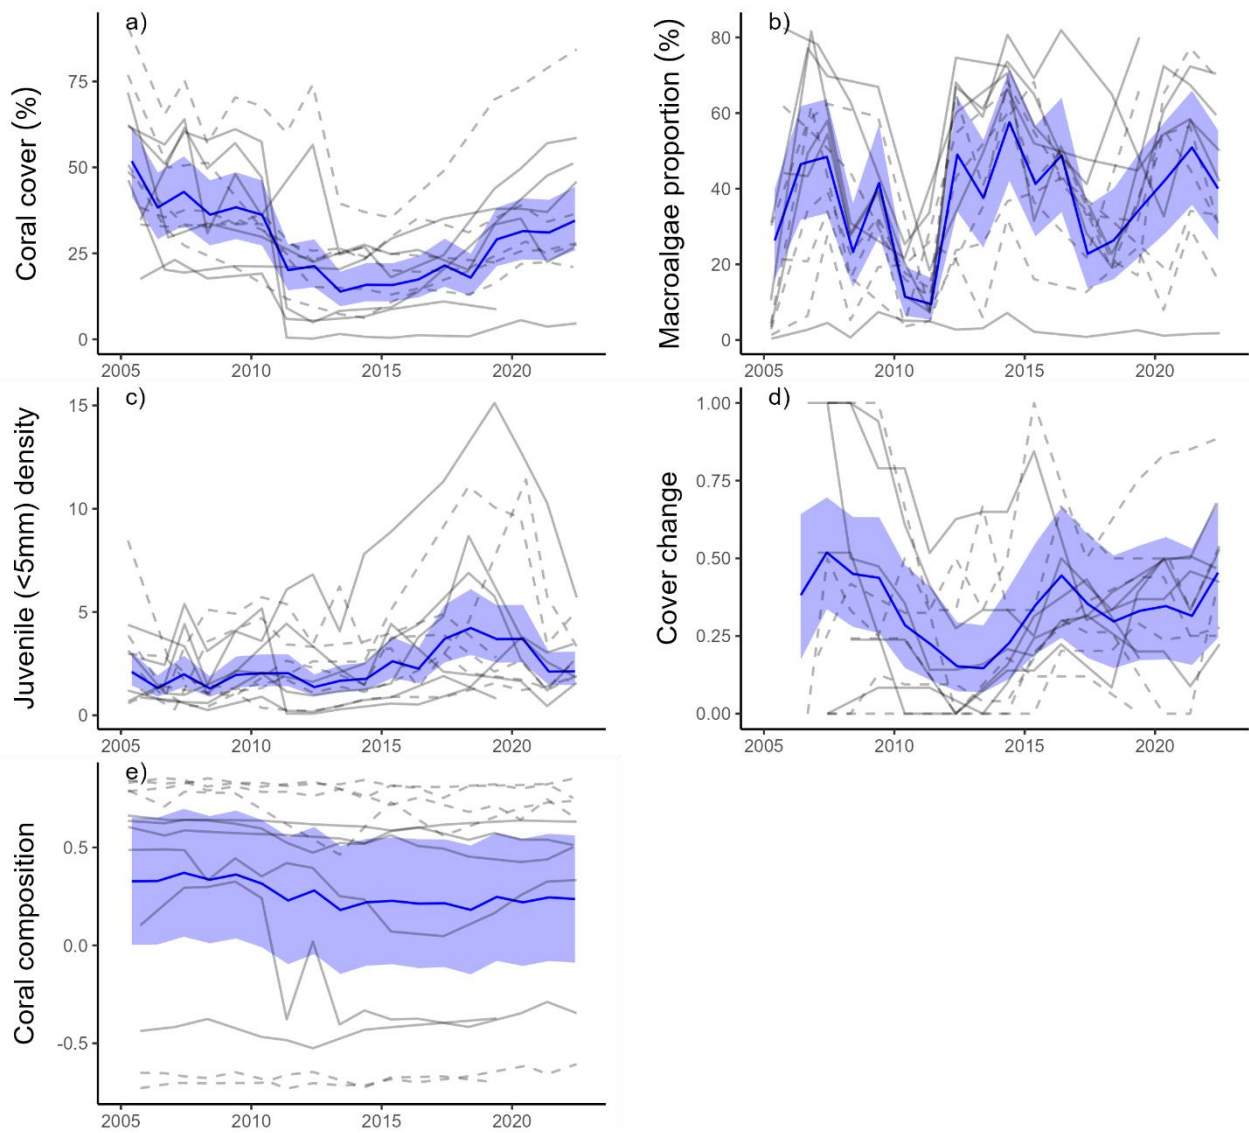 a)
Coral cover (%)
75
50
25
0
2005 2010 2015 2020
b)
Macroalgae proportion (%)
80
60
40
20
0
2005 2010 2015 2020
c)
Juvenile (<5mm) density
15
10
5
0
2005 2010 2015 2020
d)
Cover change
1.00
0.75
0.50
0.25
0.00
2005 2010 2015 2020
e)
Coral composition
0.5
0.0
-0.5
2005 2010 2015 2020